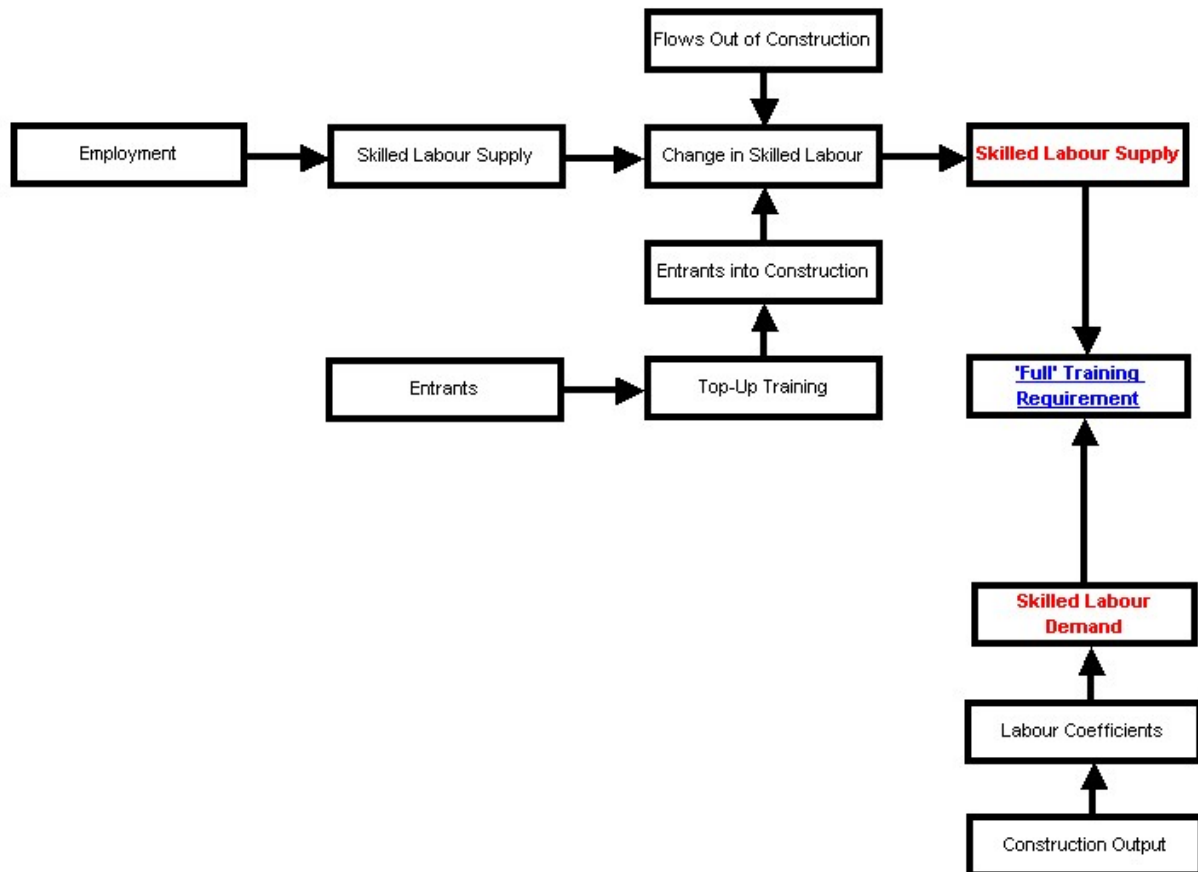 Flows Out of Construction
Employment
Skilled Labour Supply
Change in Skilled Labour
Skilled Labour Supply
Entrants into Construction
Entrants
Top-Up Training
'Full' Training
Requirement
Skilled Labour
Demand
Labour Coefficients
Construction Output